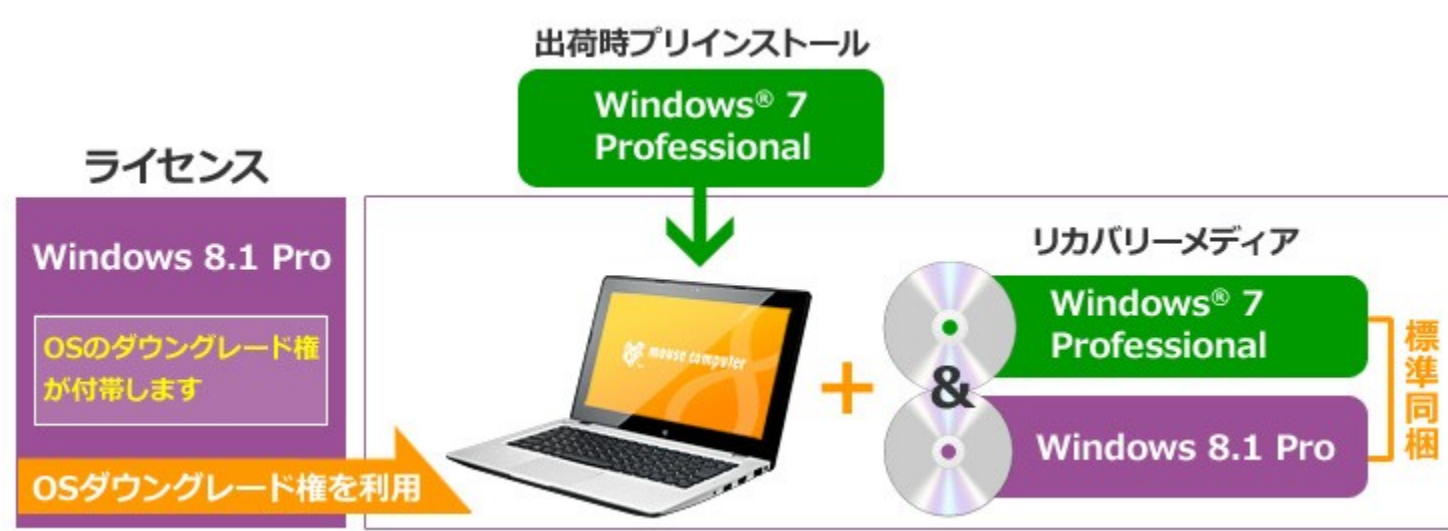 出荷時プリインストール
Windows® 7
Professional
ライセンス
Windows 8.1 Pro
OSのダウングレード権
が付帯します
OSダウングレード権を利用
mouse computer
+
リカバリーメディア
Windows® 7
Professional
&
Windows 8.1 Pro
標準同梱